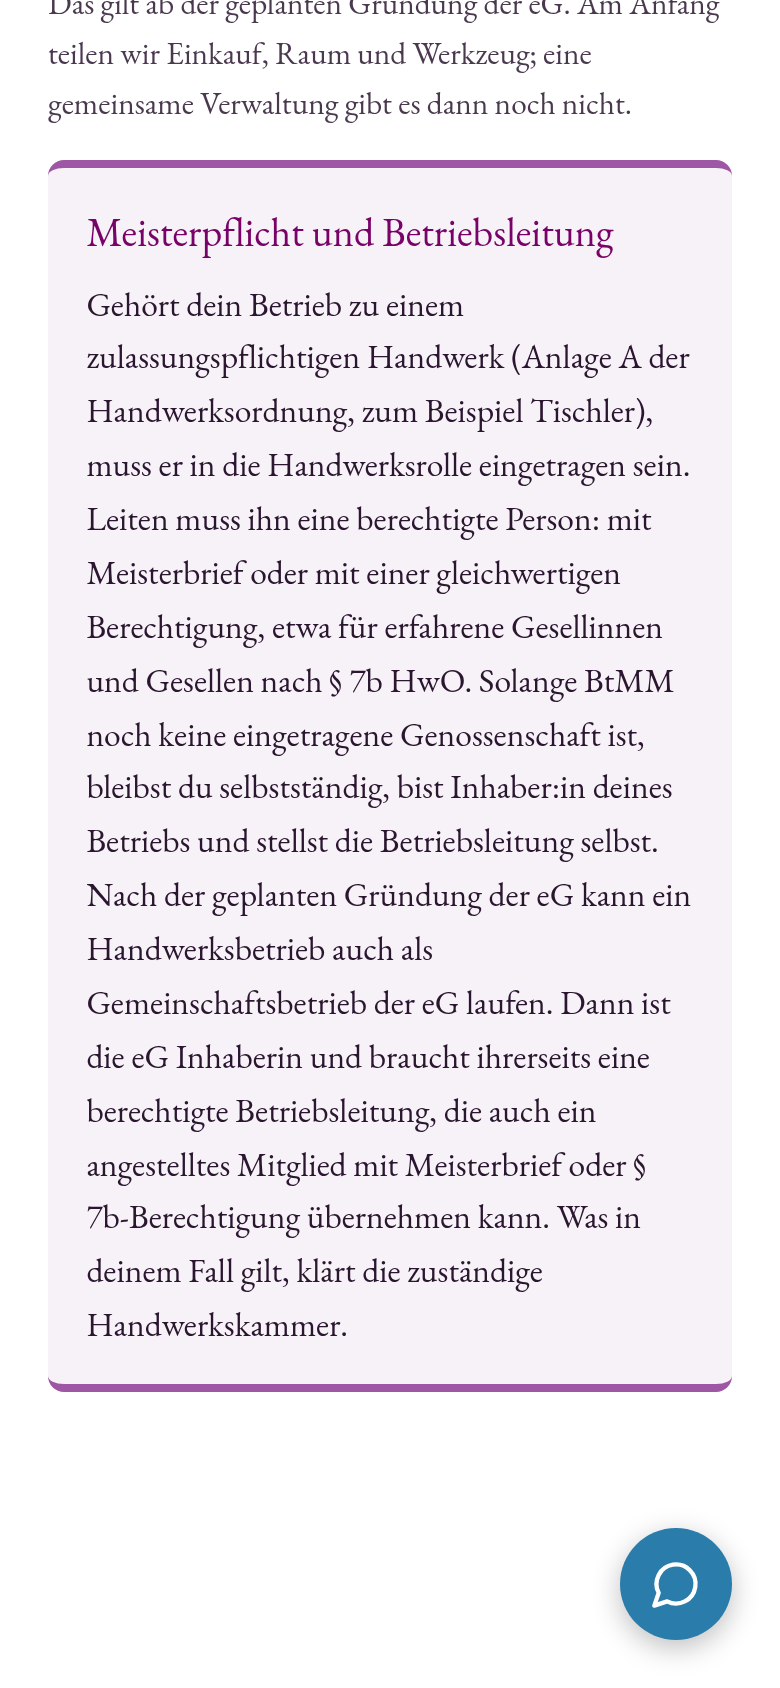 Das gilt ab der geplanten Gründung der eG. Am Anfang
teilen wir Einkauf, Raum und Werkzeug; eine
gemeinsame Verwaltung gibt es dann noch nicht.
Meisterpflicht und Betriebsleitung
Gehört dein Betrieb zu einem
zulassungspflichtigen Handwerk (Anlage A der
Handwerksordnung, zum Beispiel Tischler),
muss er in die Handwerksrolle eingetragen sein.
Leiten muss ihn eine berechtigte Person: mit
Meisterbrief oder mit einer gleichwertigen
Berechtigung, etwa für erfahrene Gesellinnen
und Gesellen nach § 7b HwO. Solange BtMM
noch keine eingetragene Genossenschaft ist,
bleibst du selbstständig, bist Inhaber:in deines
Betriebs und stellst die Betriebsleitung selbst.
Nach der geplanten Gründung der eG kann ein
Handwerksbetrieb auch als
Gemeinschaftsbetrieb der eG laufen. Dann ist
die eG Inhaberin und braucht ihrerseits eine
berechtigte Betriebsleitung, die auch ein
angestelltes Mitglied mit Meisterbrief oder §
7b-Berechtigung übernehmen kann. Was in
deinem Fall gilt, klärt die zuständige
Handwerkskammer.